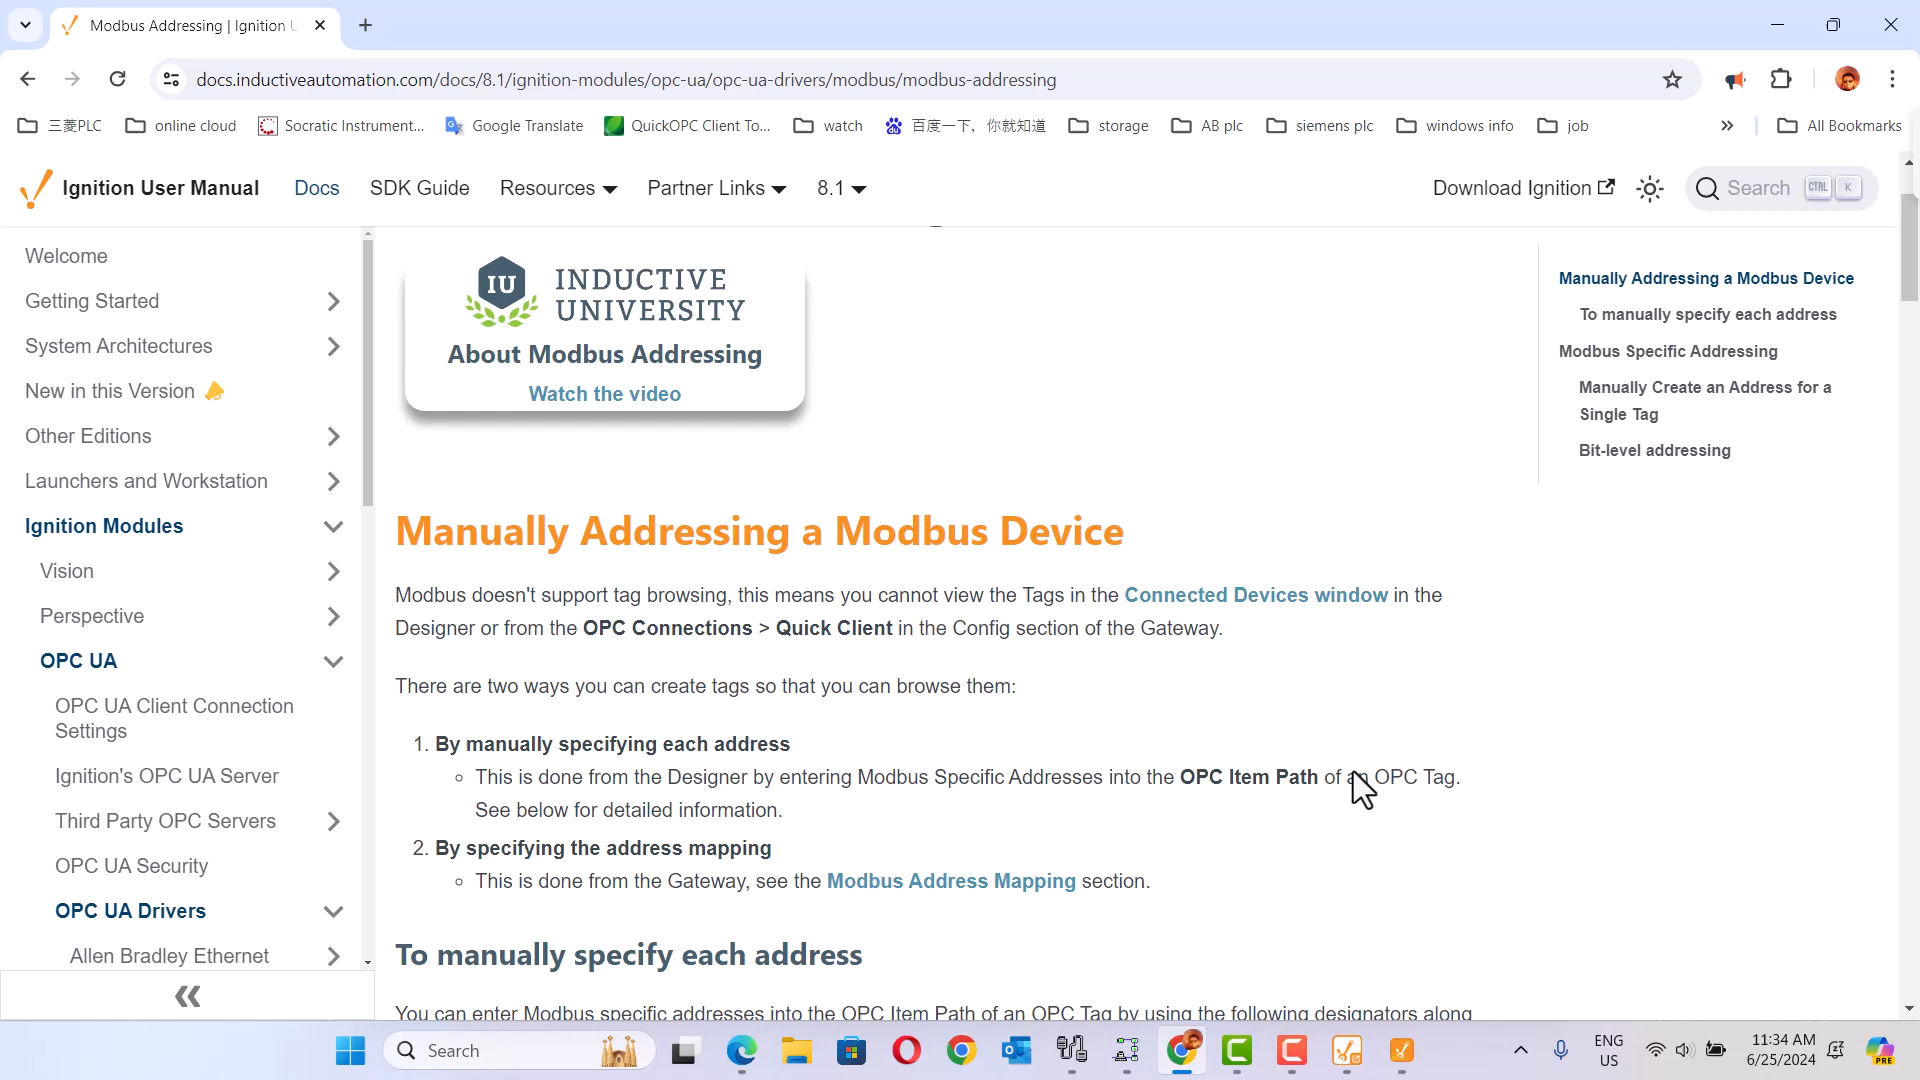 Modbus Addressing | Ignition U
docs.inductiveautomation.com/docs/8.1/ignition-modules/opc-ua/opc-ua-drivers/modbus/modbus-addressing
三菱PLC
online cloud
Socratic Instrument...
Google Translate
QuickOPC Client To...
watch
百度一下，你就知道
storage
AB plc
siemens plc
windows info
job
All Bookmarks
Ignition User Manual
Docs
SDK Guide
Resources
Partner Links
8.1
Download Ignition
Search
CTRL K
Welcome
Getting Started
System Architectures
New in this Version
Other Editions
Launchers and Workstation
Ignition Modules
Vision
Perspective
OPC UA
OPC UA Client Connection
Settings
Ignition's OPC UA Server
Third Party OPC Servers
OPC UA Security
OPC UA Drivers
Allen Bradley Ethernet
IU
INDUCTIVE
UNIVERSITY
About Modbus Addressing
Watch the video
Manually Addressing a Modbus Device
Modbus doesn't support tag browsing, this means you cannot view the Tags in the Connected Devices window in the
Designer or from the OPC Connections > Quick Client in the Config section of the Gateway.
There are two ways you can create tags so that you can browse them:
1. By manually specifying each address
This is done from the Designer by entering Modbus Specific Addresses into the OPC Item Path of an OPC Tag.
See below for detailed information.
2. By specifying the address mapping
This is done from the Gateway, see the Modbus Address Mapping section.
To manually specify each address
You can enter Modbus specific addresses into the OPC Item Path of an OPC Tag by using the following designators along
Manually Addressing a Modbus Device
To manually specify each address
Modbus Specific Addressing
Manually Create an Address for a
Single Tag
Bit-level addressing
Search
ENG
US
11:34 AM
6/25/2024
PRE